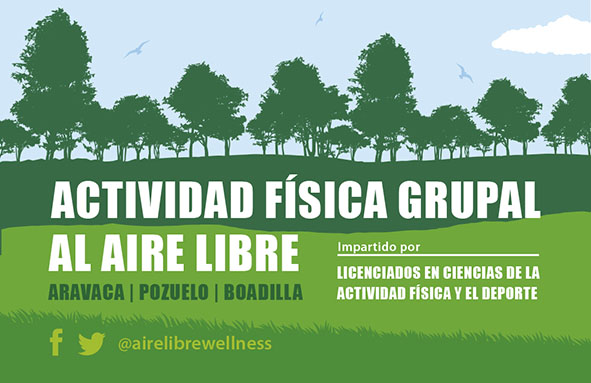 ACTIVIDAD FÍSICA GRUPAL
AL AIRE LIBRE
ARAVACA | POZUELO | BOADILLA
Impartido por
LICENCIADOS EN CIENCIAS DE LA
ACTIVIDAD FÍSICA Y EL DEPORTE
@airelibrewellness